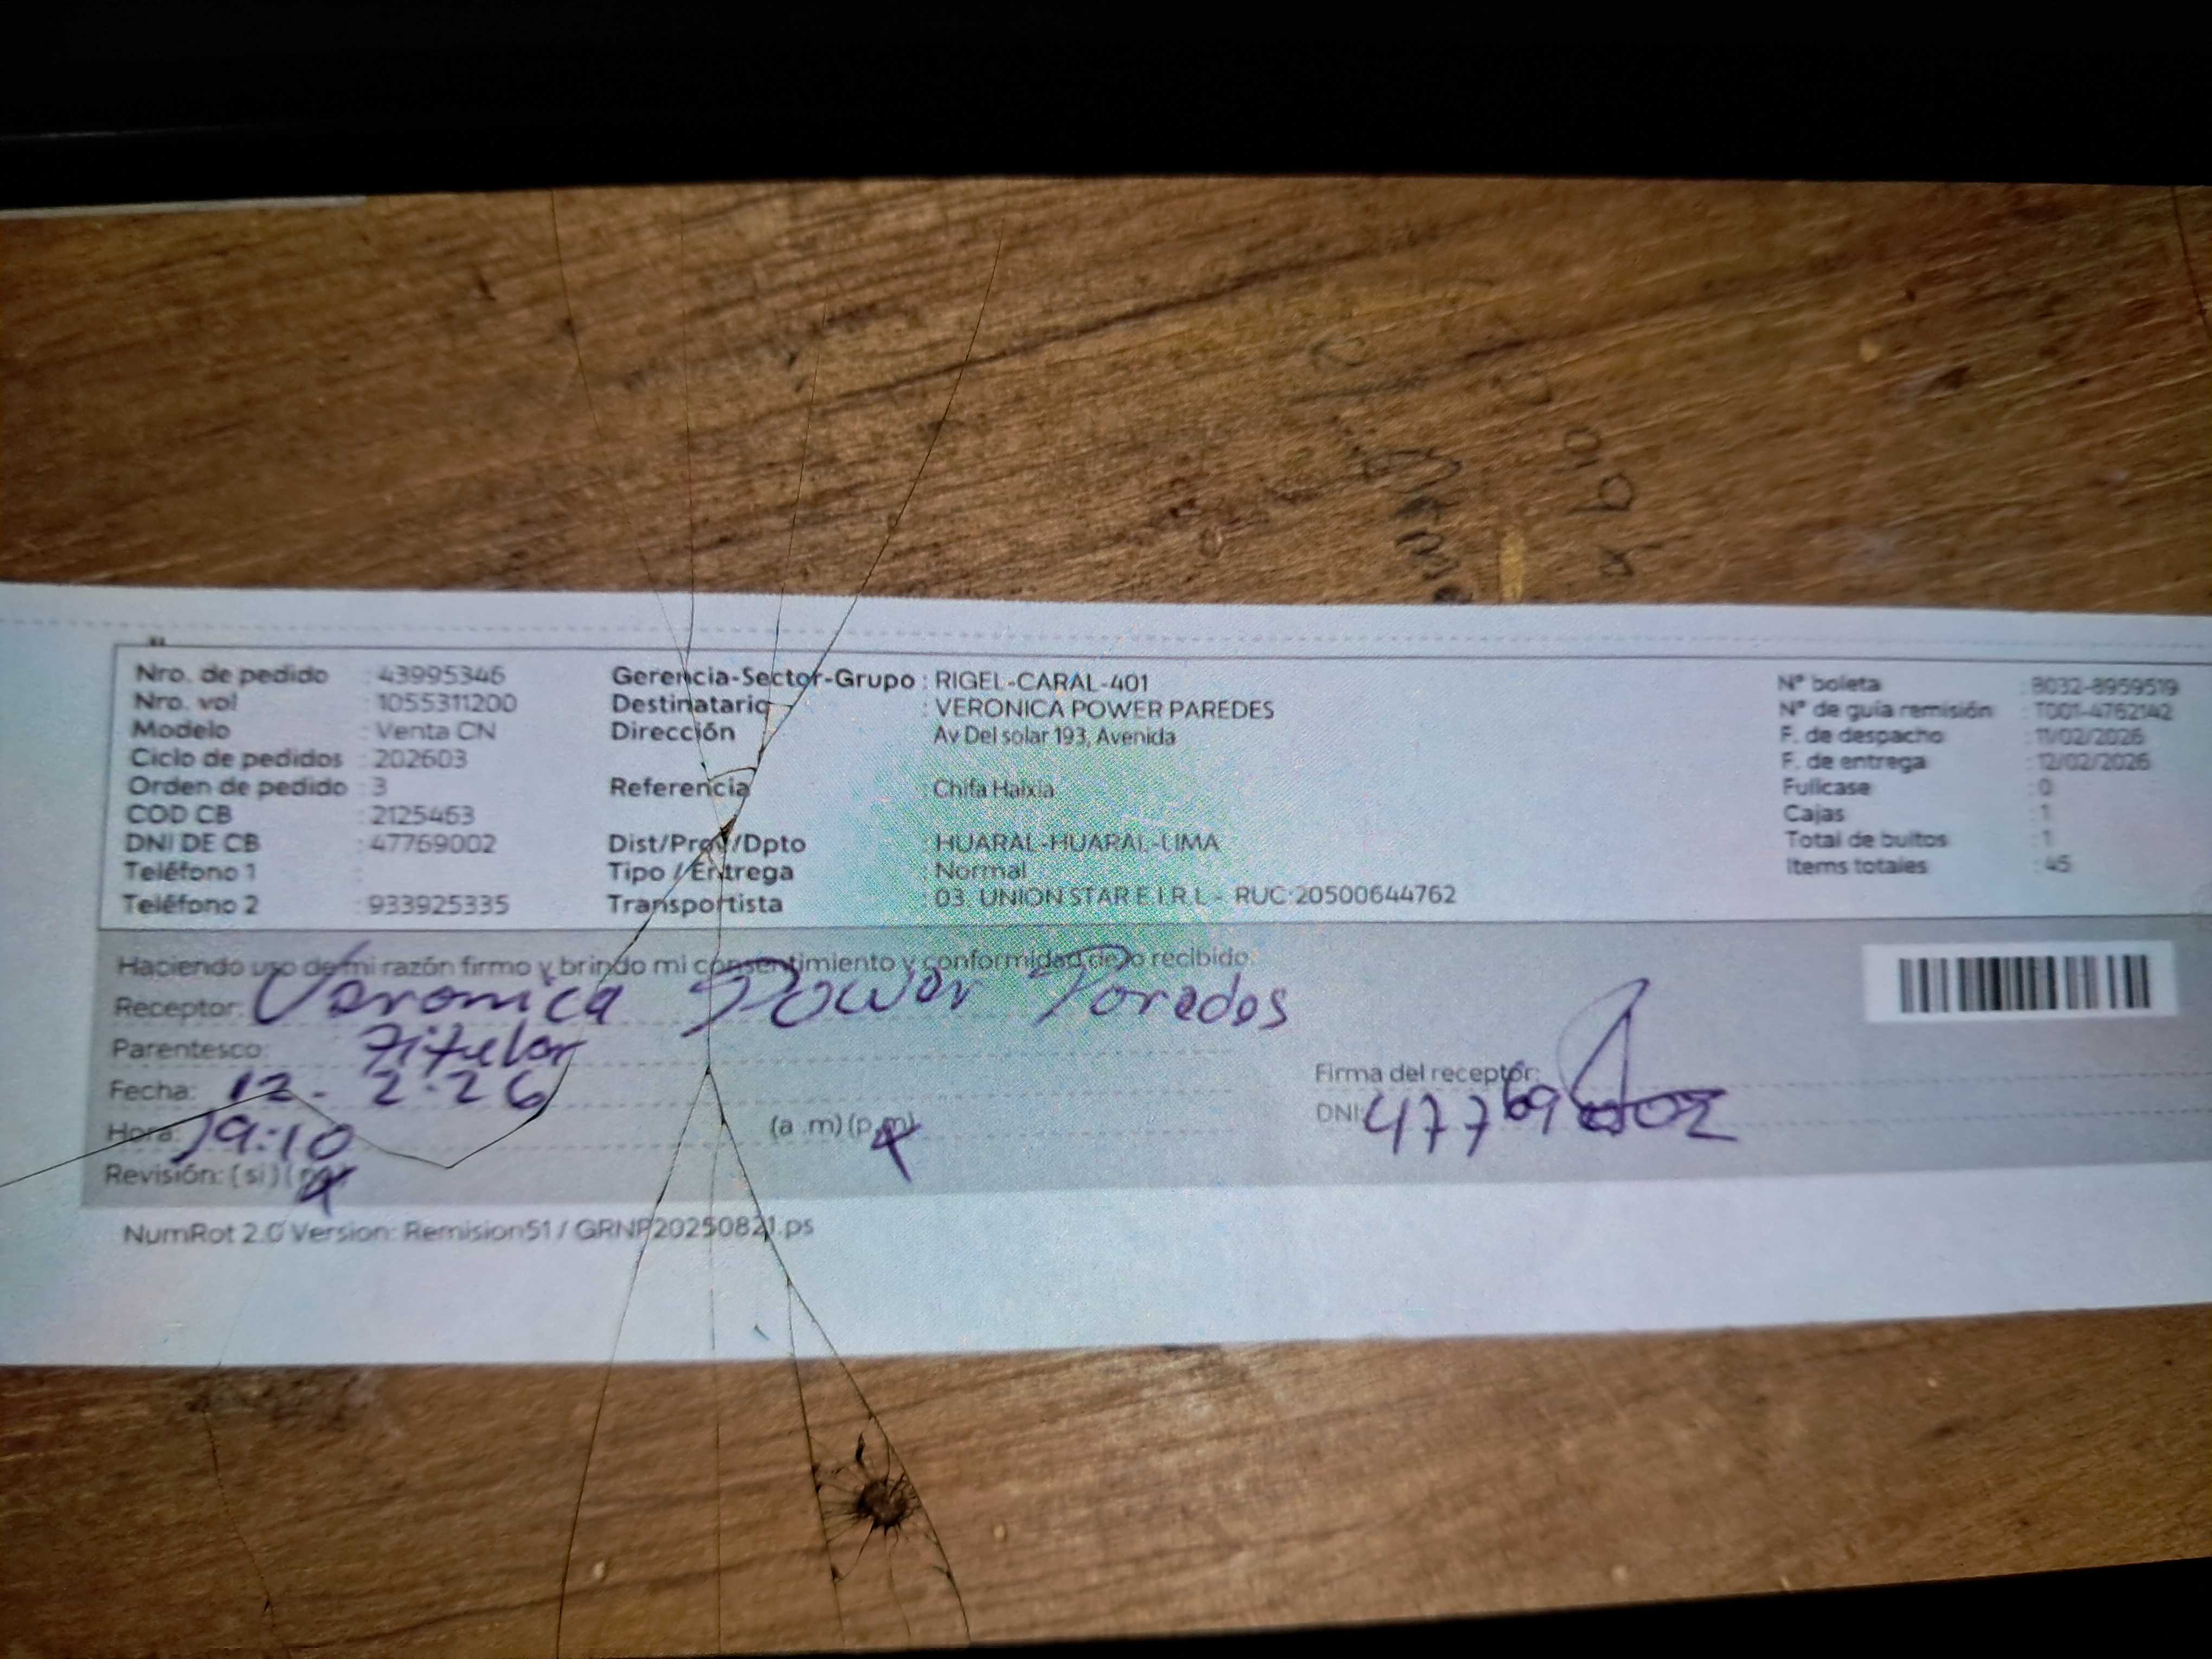 Nro. de pedido : 43995346
Nro. vol : 1055311200
Modelo : Venta CN
Ciclo de pedidos : 202603
Orden de pedido : 3
COD CB : 2125463
DNI DE CB : 47769002
Teléfono 1 :
Teléfono 2 : 933925335
Gerencia-Sector-Grupo : RIGEL-CARAL-401
Destinatario : VERONICA POWER PAREDES
Dirección Av Del solar 193, Avenida
Referencia : Chifa Haixia
Dist/Prov/Dpto : HUARAL-HUARAL-LIMA
Tipo / Entrega : Normal
Transportista : 03. UNION STAR E.I.R.L - RUC:20500644762
N° boleta : B032-8959519
N° de guia remisión : T001-4762142
F. de despacho : 11/02/2026
F. de entrega : 12/02/2026
Fullcase : 0
Cajas : 1
Total de bultos : 1
Items totales : 45
Haciendo uso de mi razón firmo y brindo mi consentimiento y conformidad de lo recibido.
Receptor: Veronica Power Paredes
Parentesco: Titular
Fecha: 12-2-26
Hora: 19:10 (a.m) (p.m)
Revisión: (si) (no)
Firma del receptor:
DNI: 47769002
NumRot 2.0 Version: Remision51 / GRNP20250821.ps